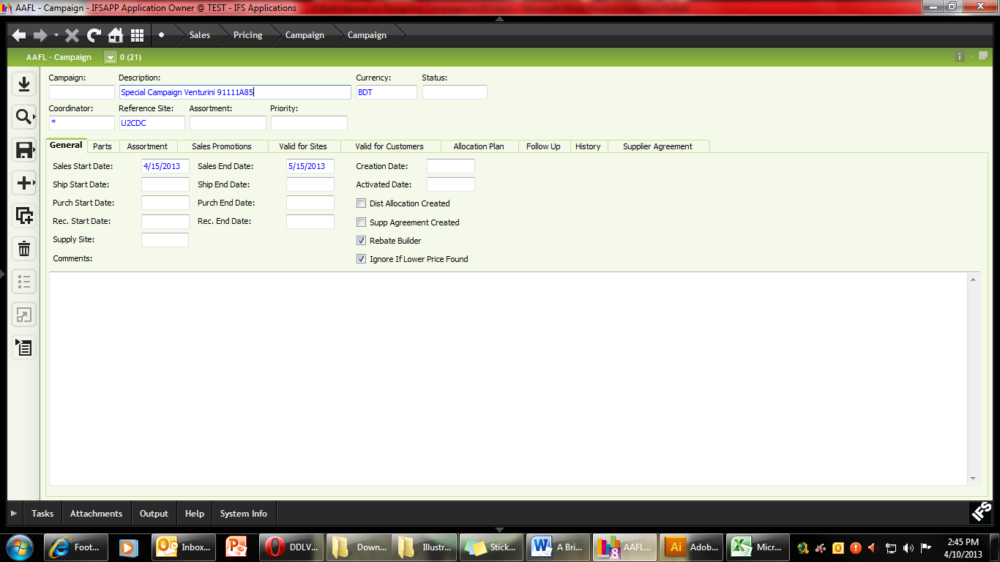 AAFL - Campaign - IFSAPP Application Owner @ TEST - IFS Applications
Sales Pricing Campaign Campaign
AAFL - Campaign 0 (21)
Campaign: Description: Currency: Status:
Special Campaign Venturini 91111A85 BDT
Coordinator: Reference Site: Assortment: Priority:
* U2CDC
General Parts Assortment Sales Promotions Valid for Sites Valid for Customers Allocation Plan Follow Up History Supplier Agreement
Sales Start Date: 4/15/2013 Sales End Date: 5/15/2013 Creation Date:
Ship Start Date: Ship End Date: Activated Date:
Purch Start Date: Purch End Date: Dist Allocation Created
Rec. Start Date: Rec. End Date: Supp Agreement Created
Supply Site: Rebate Builder
Comments: Ignore If Lower Price Found
Tasks Attachments Output Help System Info IFS
Foot... Inbox... DDLV... Down... Illustr... Stick... A Bri... AAFL... Adob... Micr... 2:45 PM
4/10/2013